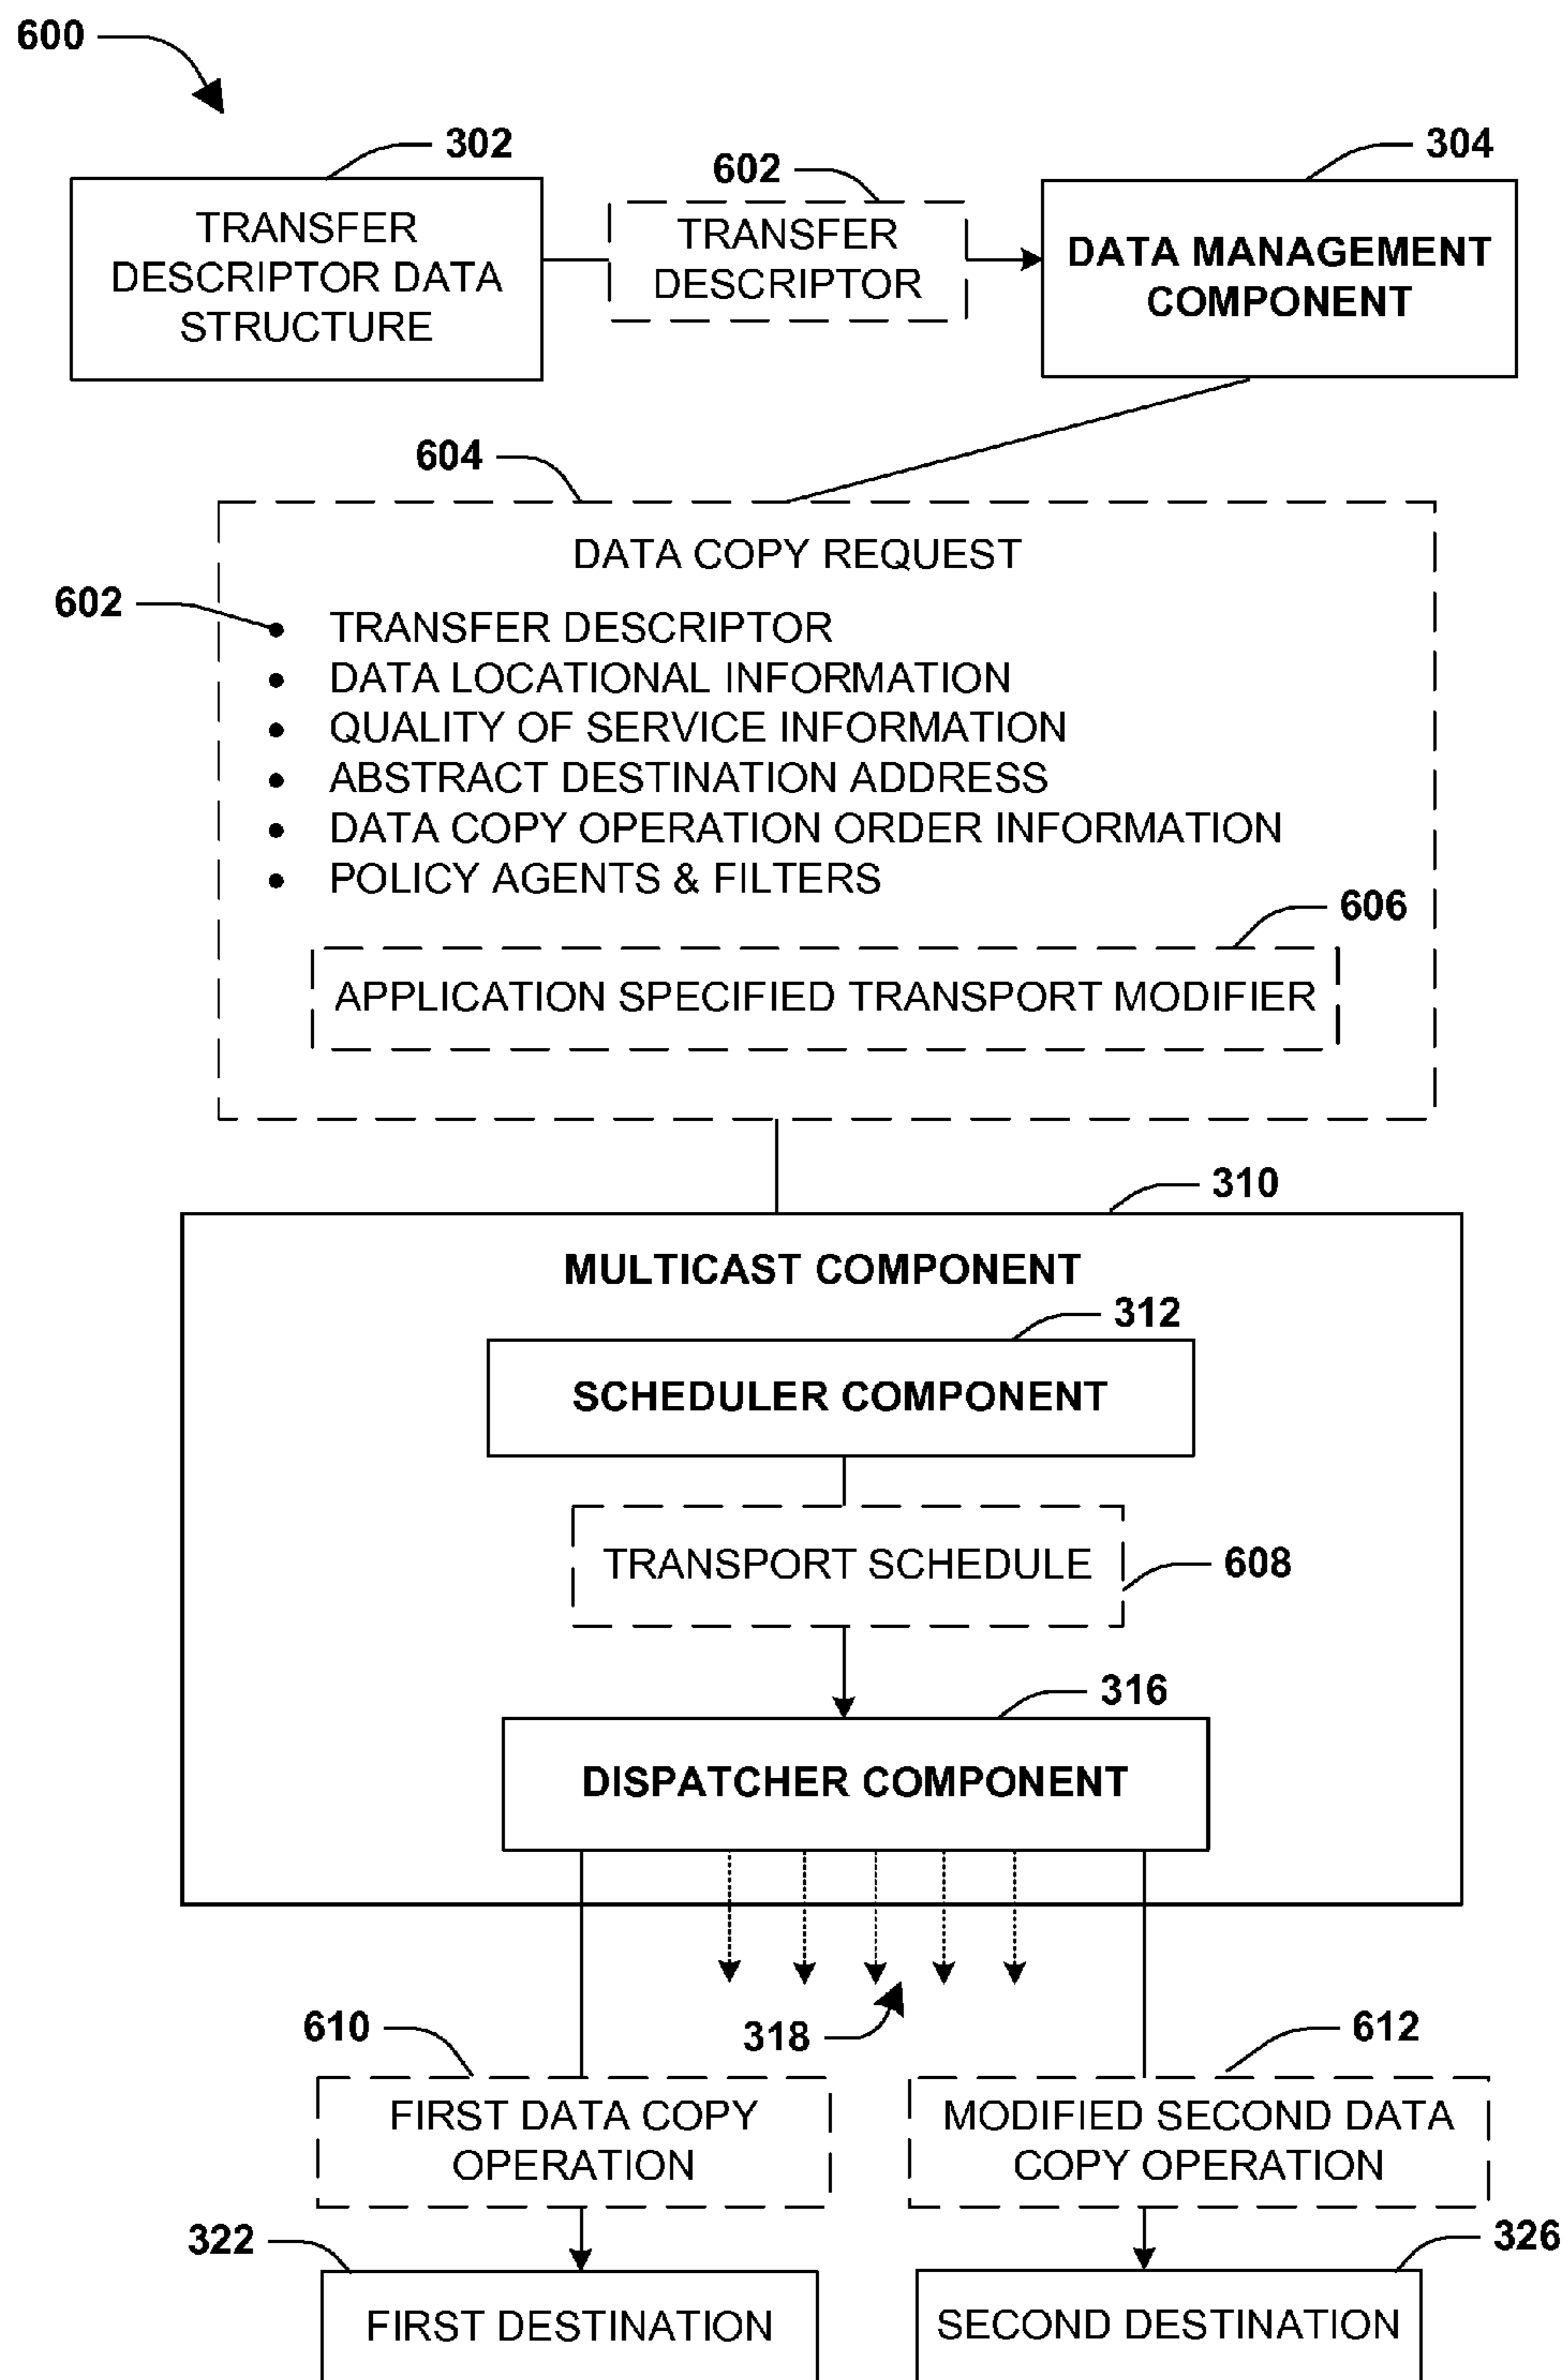 600
302
602
304
TRANSFER
DESCRIPTOR DATA
STRUCTURE
TRANSFER
DESCRIPTOR
DATA MANAGEMENT
COMPONENT
604
DATA COPY REQUEST
602
• TRANSFER DESCRIPTOR
• DATA LOCATIONAL INFORMATION
• QUALITY OF SERVICE INFORMATION
• ABSTRACT DESTINATION ADDRESS
• DATA COPY OPERATION ORDER INFORMATION
• POLICY AGENTS & FILTERS
606
APPLICATION SPECIFIED TRANSPORT MODIFIER
310
MULTICAST COMPONENT
312
SCHEDULER COMPONENT
TRANSPORT SCHEDULE
608
316
DISPATCHER COMPONENT
318
610
612
FIRST DATA COPY
OPERATION
MODIFIED SECOND DATA
COPY OPERATION
322
326
FIRST DESTINATION
SECOND DESTINATION